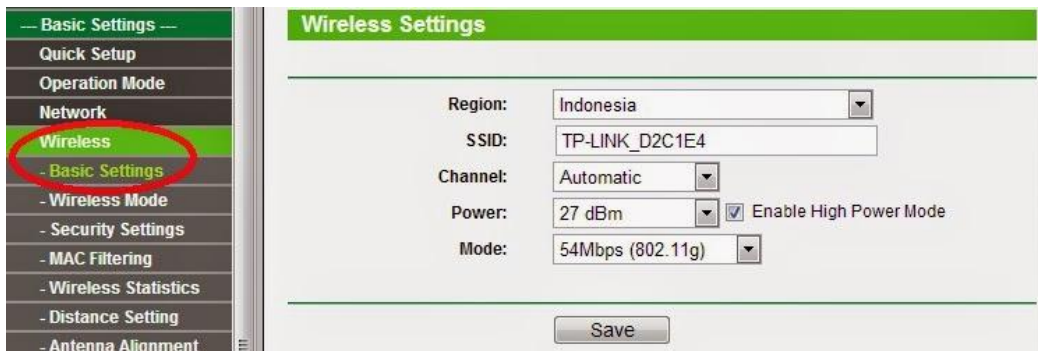 --- Basic Settings ---
Quick Setup
Operation Mode
Network
Wireless
- Basic Settings
- Wireless Mode
- Security Settings
- MAC Filtering
- Wireless Statistics
- Distance Setting
- Antenna Alignment
Wireless Settings
Region: Indonesia
SSID: TP-LINK_D2C1E4
Channel: Automatic
Power: 27 dBm Enable High Power Mode
Mode: 54Mbps (802.11g)
Save